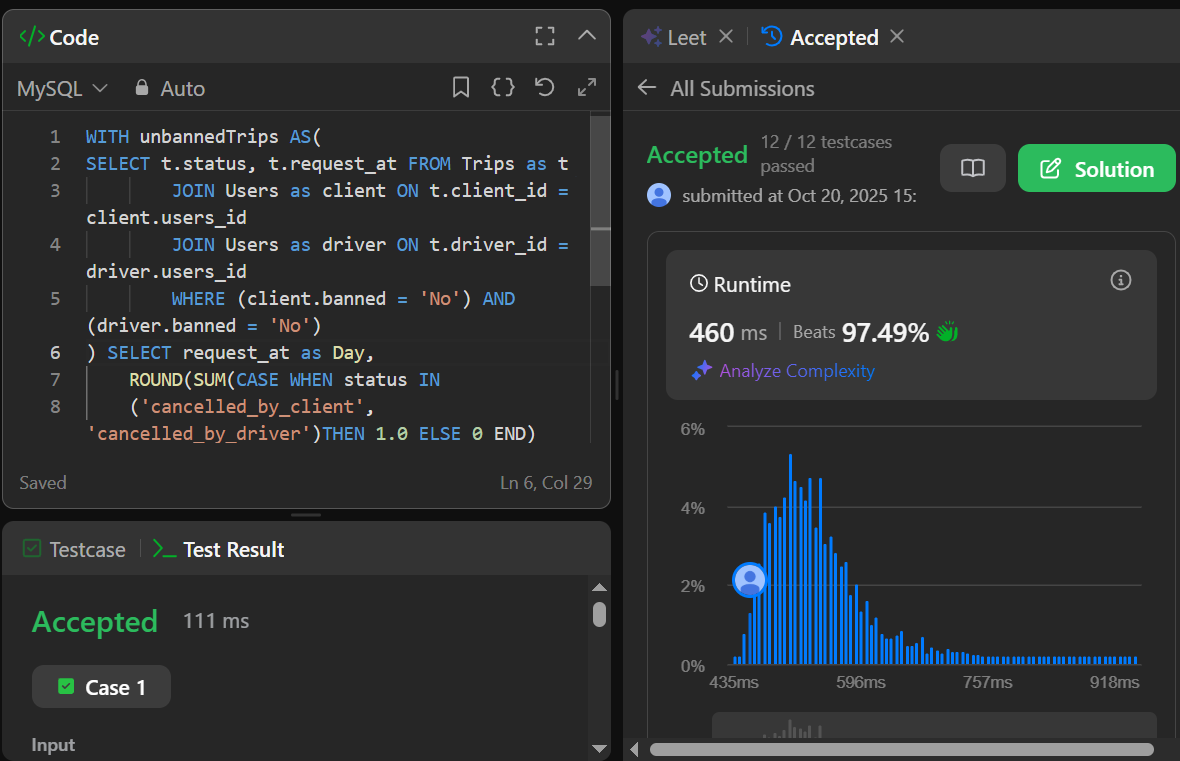 </> Code
MySQL Auto
1 WITH unbannedTrips AS(
2 SELECT t.status, t.request_at FROM Trips as t
3 JOIN Users as client ON t.client_id =
client.users_id
4 JOIN Users as driver ON t.driver_id =
driver.users_id
5 WHERE (client.banned = 'No') AND
(driver.banned = 'No')
6 ) SELECT request_at as Day,
7 ROUND(SUM(CASE WHEN status IN
8 ('cancelled_by_client',
'cancelled_by_driver')THEN 1.0 ELSE 0 END)
Saved Ln 6, Col 29
Testcase Test Result
Accepted 111 ms
Case 1
Input
Leet Accepted
All Submissions
Accepted 12 / 12 testcases
passed
submitted at Oct 20, 2025 15:
Solution
Runtime
460 ms Beats 97.49%
Analyze Complexity
6%
4%
2%
0%
435ms 596ms 757ms 918ms